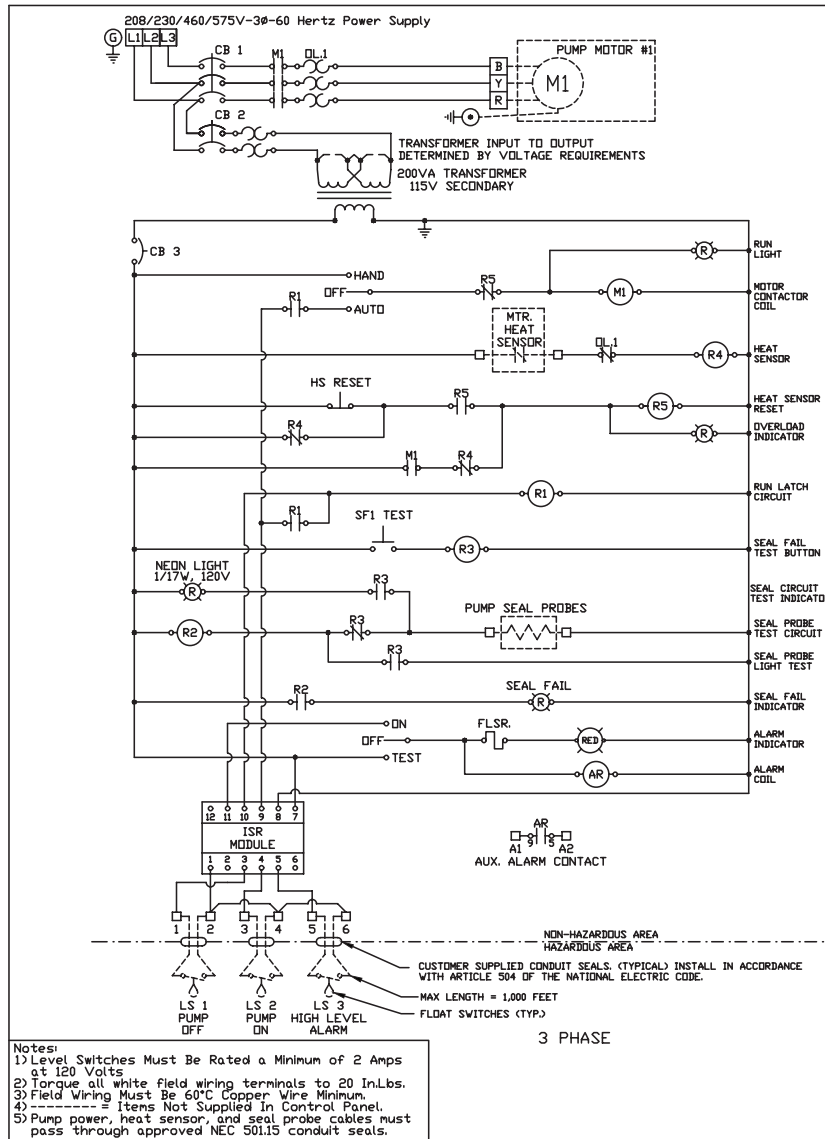 208/230/460/575V-3Ø-60 Hertz Power Supply
G L1 L2 L3
CB 1
M1
OL1
PUMP MOTOR #1
B
Y
R
M1
CB 2
TRANSFORMER INPUT TO OUTPUT
DETERMINED BY VOLTAGE REQUIREMENTS
200VA TRANSFORMER
115V SECONDARY
CB 3
R
RUN
LIGHT
HAND
OFF
AUTO
R1
R5
M1
MOTOR
CONTACTOR
COIL
MTR.
HEAT
SENSOR
OL1
R4
HEAT
SENSOR
HS RESET
R5
R5
HEAT SENSOR
RESET
R4
R
OVERLOAD
INDICATOR
M1
R4
R1
RUN LATCH
CIRCUIT
R1
SF1 TEST
R3
SEAL FAIL
TEST BUTTON
NEON LIGHT
1/17W, 120V
R
R3
SEAL CIRCUIT
TEST INDICATO
R2
R3
PUMP SEAL PROBES
SEAL PROBE
TEST CIRCUIT
R3
SEAL PROBE
LIGHT TEST
R2
SEAL FAIL
R
SEAL FAIL
INDICATOR
ON
OFF
TEST
FLSR.
RED
ALARM
INDICATOR
AR
ALARM
COIL
12 11 10 9 8 7
ISR
MODULE
1 2 3 4 5 6
AR
A1 9 5 A2
AUX. ALARM CONTACT
1 2 3 4 5 6
NON-HAZARDOUS AREA
HAZARDOUS AREA
CUSTOMER SUPPLIED CONDUIT SEALS. (TYPICAL) INSTALL IN ACCORDANCE
WITH ARTICLE 504 OF THE NATIONAL ELECTRIC CODE.
MAX LENGTH = 1,000 FEET
FLOAT SWITCHES (TYP.)
LS 1
PUMP
OFF
LS 2
PUMP
ON
LS 3
HIGH LEVEL
ALARM
3 PHASE
Notes:
1) Level Switches Must Be Rated a Minimum of 2 Amps
at 120 Volts
2) Torque all white field wiring terminals to 20 In.Lbs.
3) Field Wiring Must Be 60°C Copper Wire Minimum.
4) --------- = Items Not Supplied In Control Panel.
5) Pump power, heat sensor, and seal probe cables must
pass through approved NEC 501.15 conduit seals.